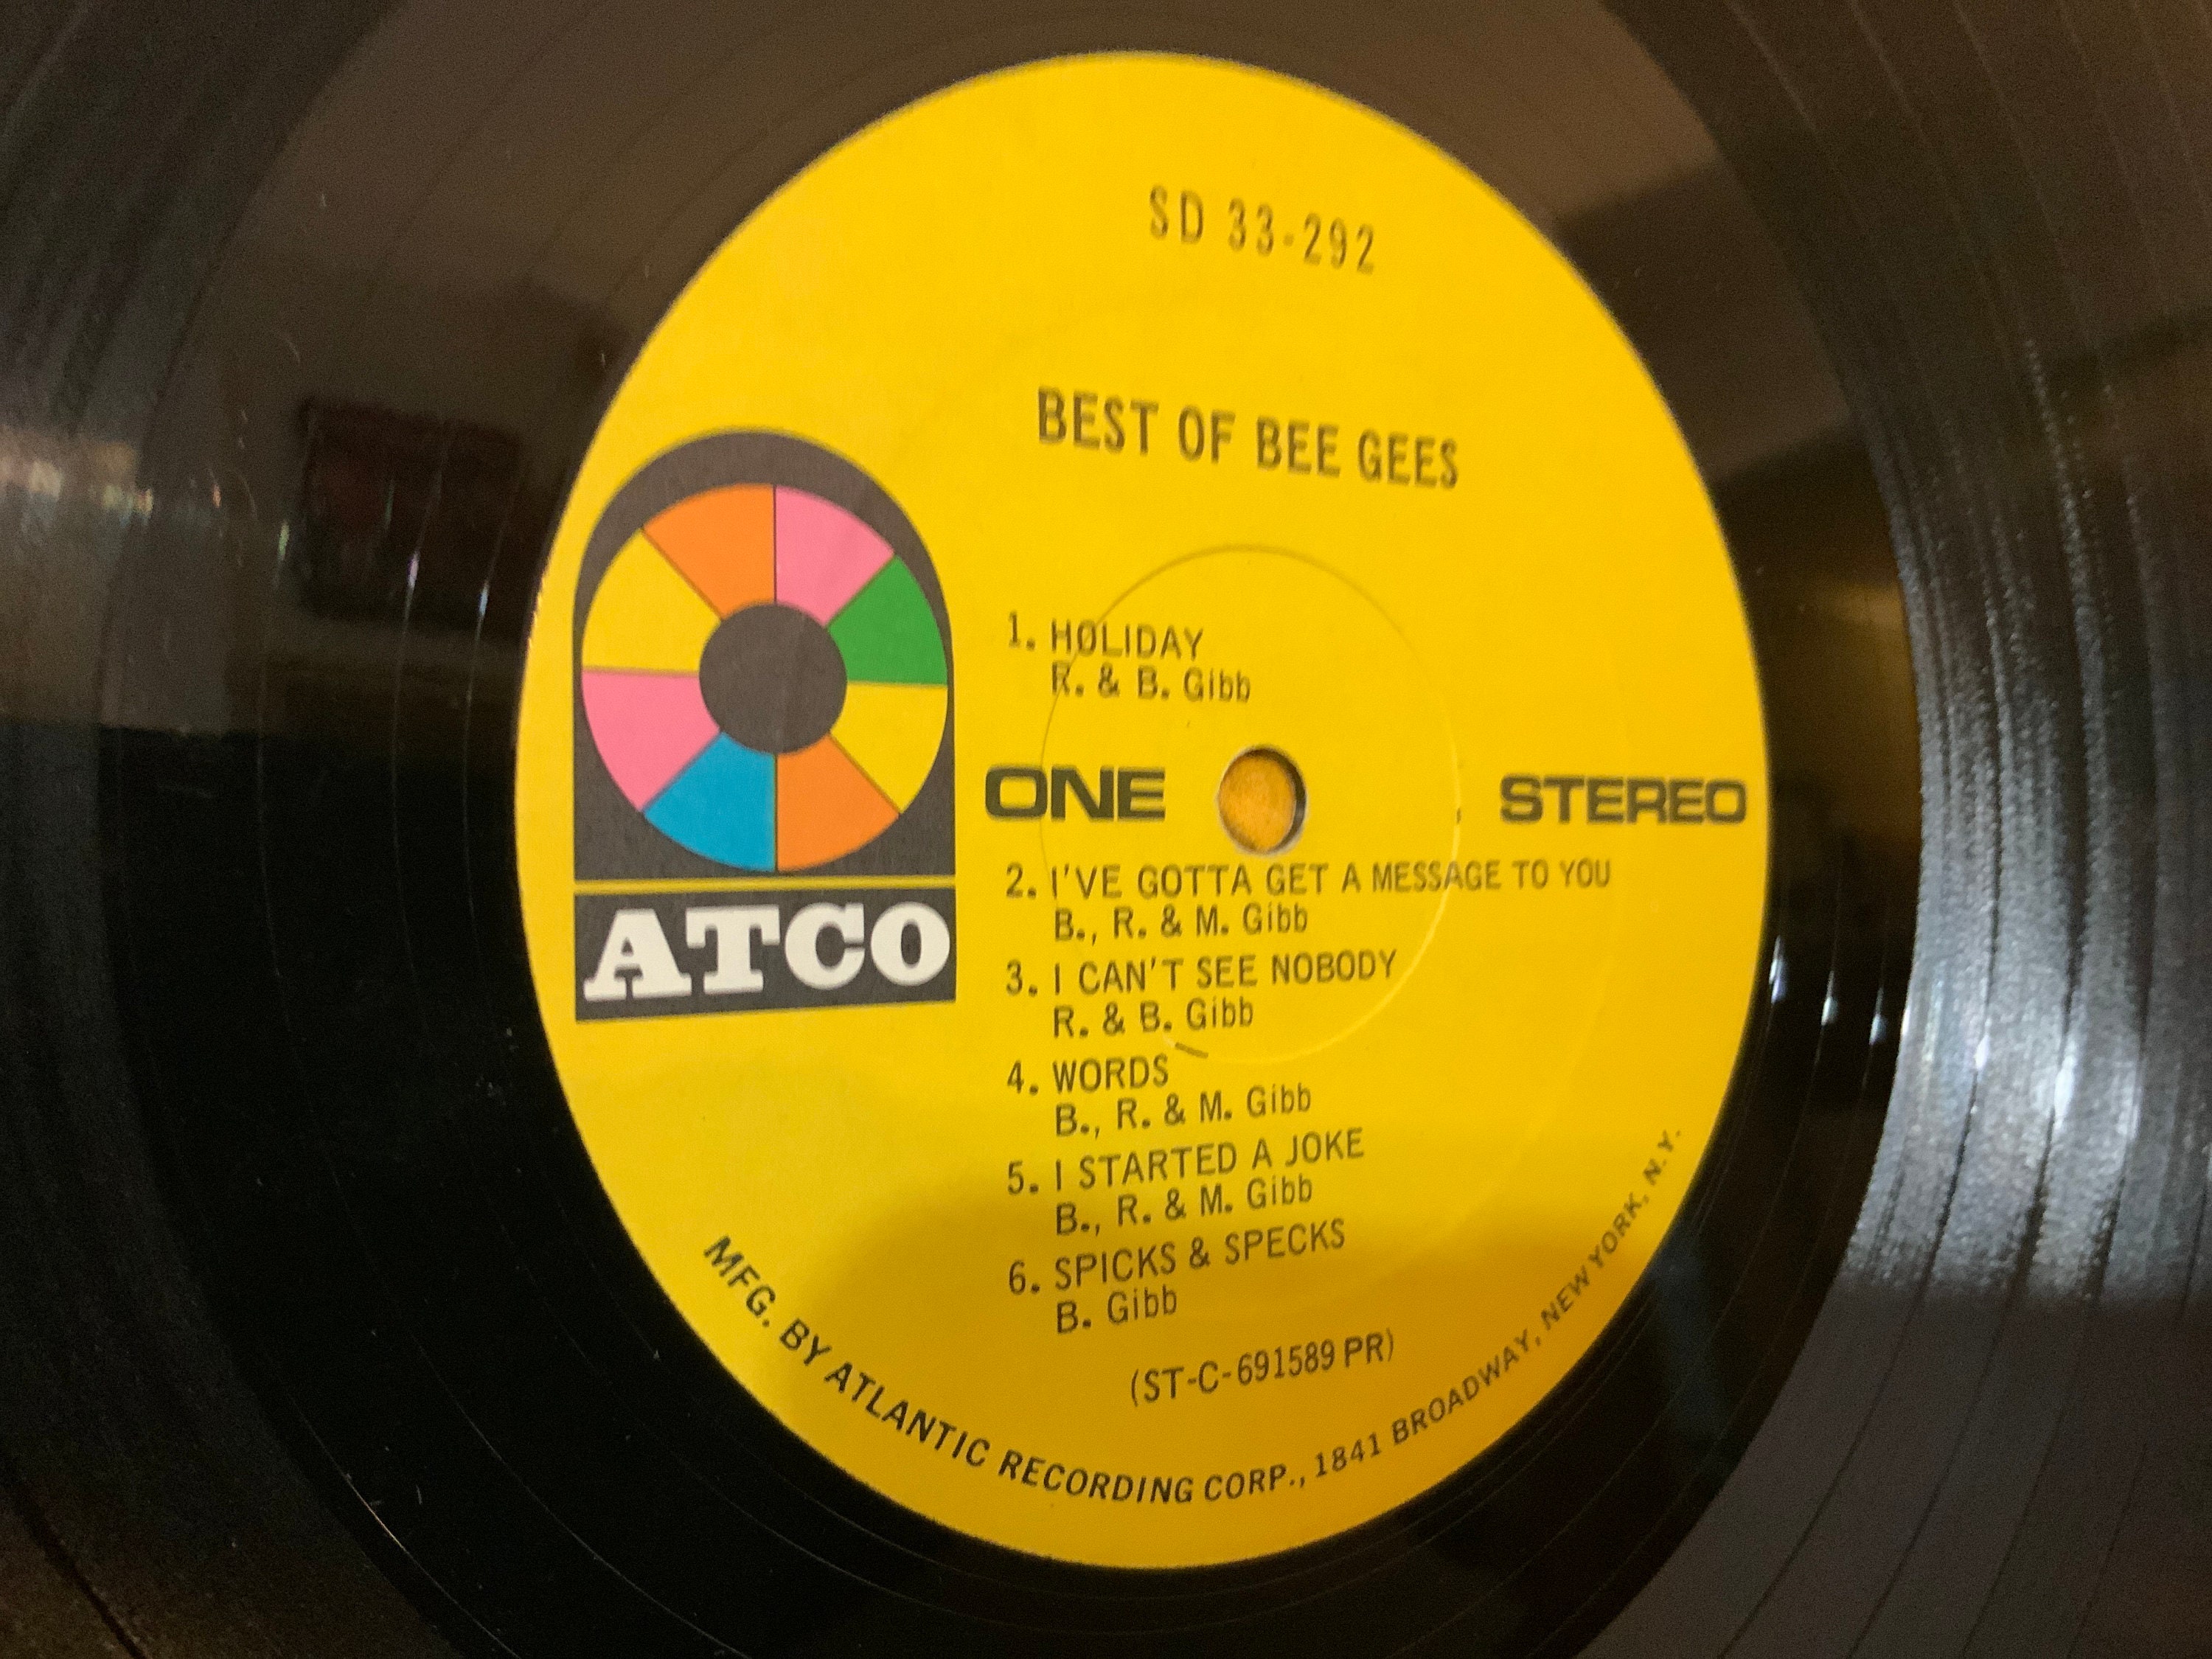 SD 33-292
BEST OF BEE GEES
1. HOLIDAY
R. & B. Gibb
ONE
STEREO
2. I'VE GOTTA GET A MESSAGE TO YOU
B., R. & M. Gibb
3. I CAN'T SEE NOBODY
R. & B. Gibb
4. WORDS
B., R. & M. Gibb
5. I STARTED A JOKE
B., R. & M. Gibb
6. SPICKS & SPECKS
B. Gibb
(ST-C-691589 PR)
ATCO
MFG. BY ATLANTIC RECORDING CORP., 1841 BROADWAY, NEW YORK, N.Y.